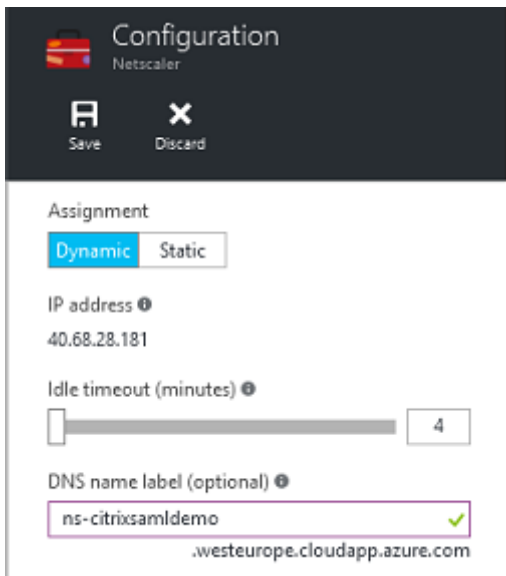 Configuration
Netscaler
Save Discard
Assignment
Dynamic Static
IP address
40.68.28.181
Idle timeout (minutes)
4
DNS name label (optional)
ns-citrixsamldemo
.westeurope.cloudapp.azure.com